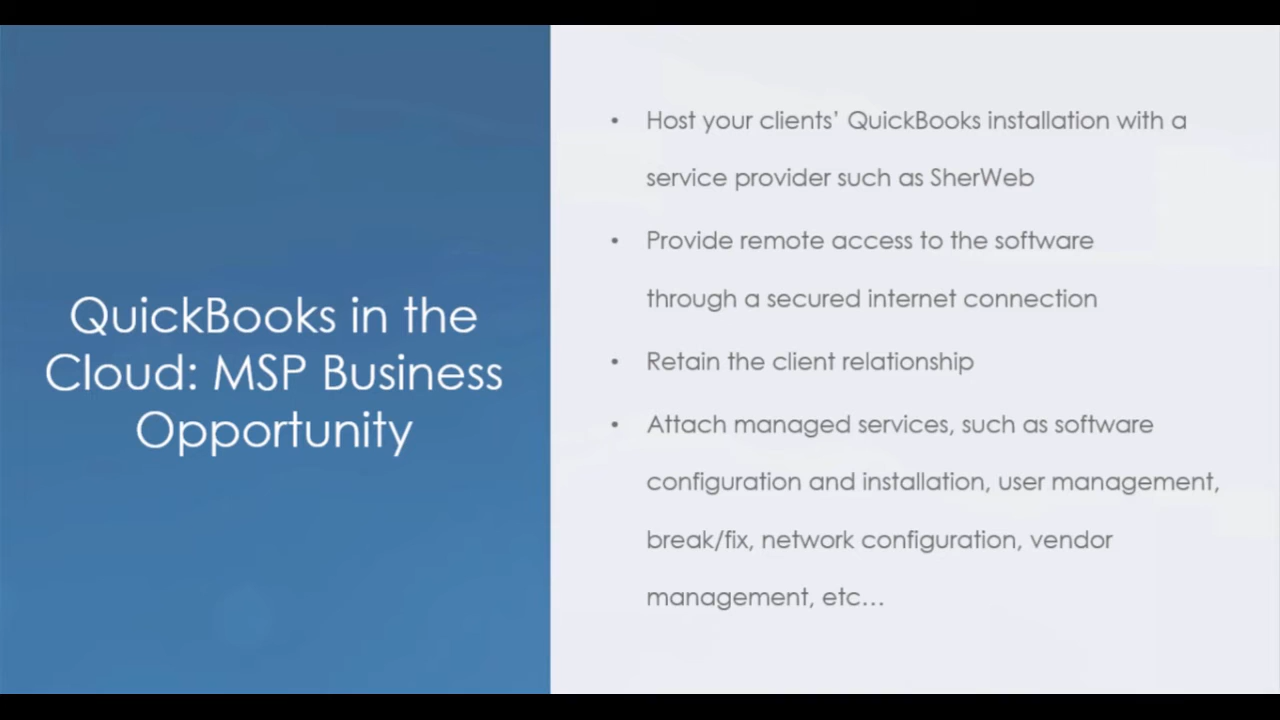 QuickBooks in the
Cloud: MSP Business
Opportunity
• Host your clients’ QuickBooks installation with a
service provider such as SherWeb
• Provide remote access to the software
through a secured internet connection
• Retain the client relationship
• Attach managed services, such as software
configuration and installation, user management,
break/fix, network configuration, vendor
management, etc…